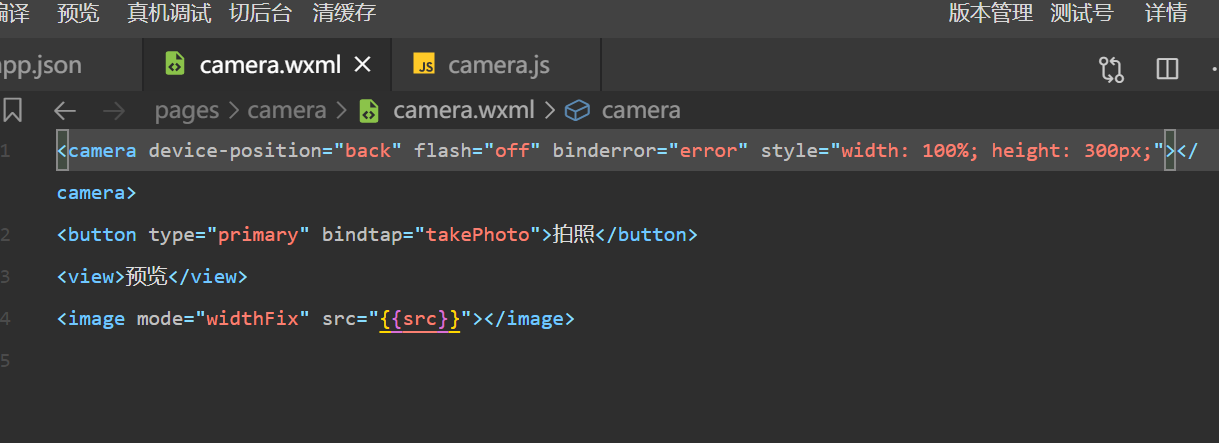 编译 预览 真机调试 切后台 清缓存 版本管理 测试号 详情
app.json camera.wxml camera.js
pages > camera > camera.wxml > camera
1 <camera device-position="back" flash="off" binderror="error" style="width: 100%; height: 300px;"></
camera>
2 <button type="primary" bindtap="takePhoto">拍照</button>
3 <view>预览</view>
4 <image mode="widthFix" src="{{src}}"></image>
5